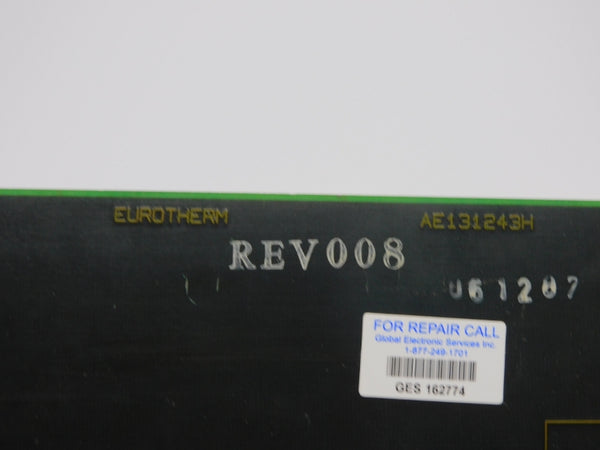 EUROTHERM AE131243H
REV008
061207
FOR REPAIR CALL
Global Electronic Services Inc.
1-877-249-1701
GES 162774